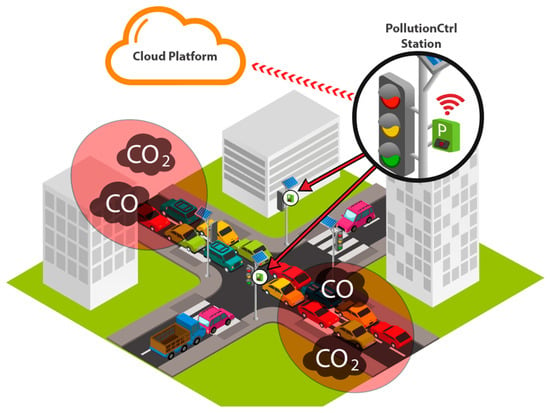 PollutionCtrl
Station
Cloud Platform
P
CO2
CO
CO
CO2